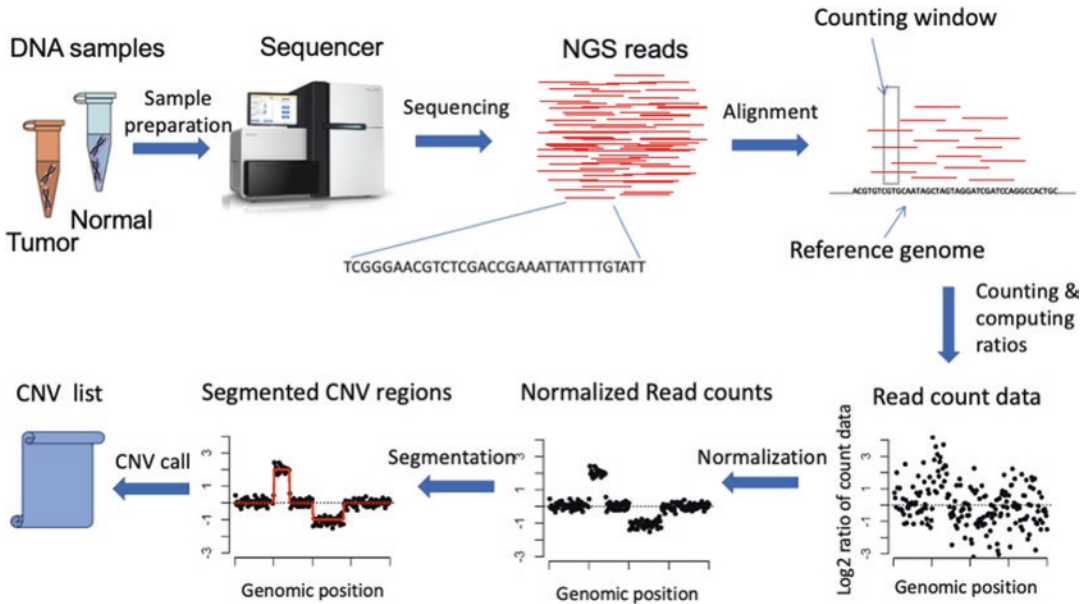 DNA samples
Sequencer
NGS reads
Counting window
Sample
preparation
Sequencing
Alignment
Normal
Tumor
ACGTGTCGTGCAATAGCTAGTAGGATCGATCCAGGCCACTGC
Reference genome
TCGGGAACGTCTCGACCGAAATTATTTTGTATT
Counting &
computing
ratios
CNV list
Segmented CNV regions
Normalized Read counts
Read count data
CNV call
Segmentation
Normalization
3
1
-1
-3
Genomic position
3
1
-1
-3
Genomic position
Log2 ratio of count data
3
1
-1
-3
Genomic position